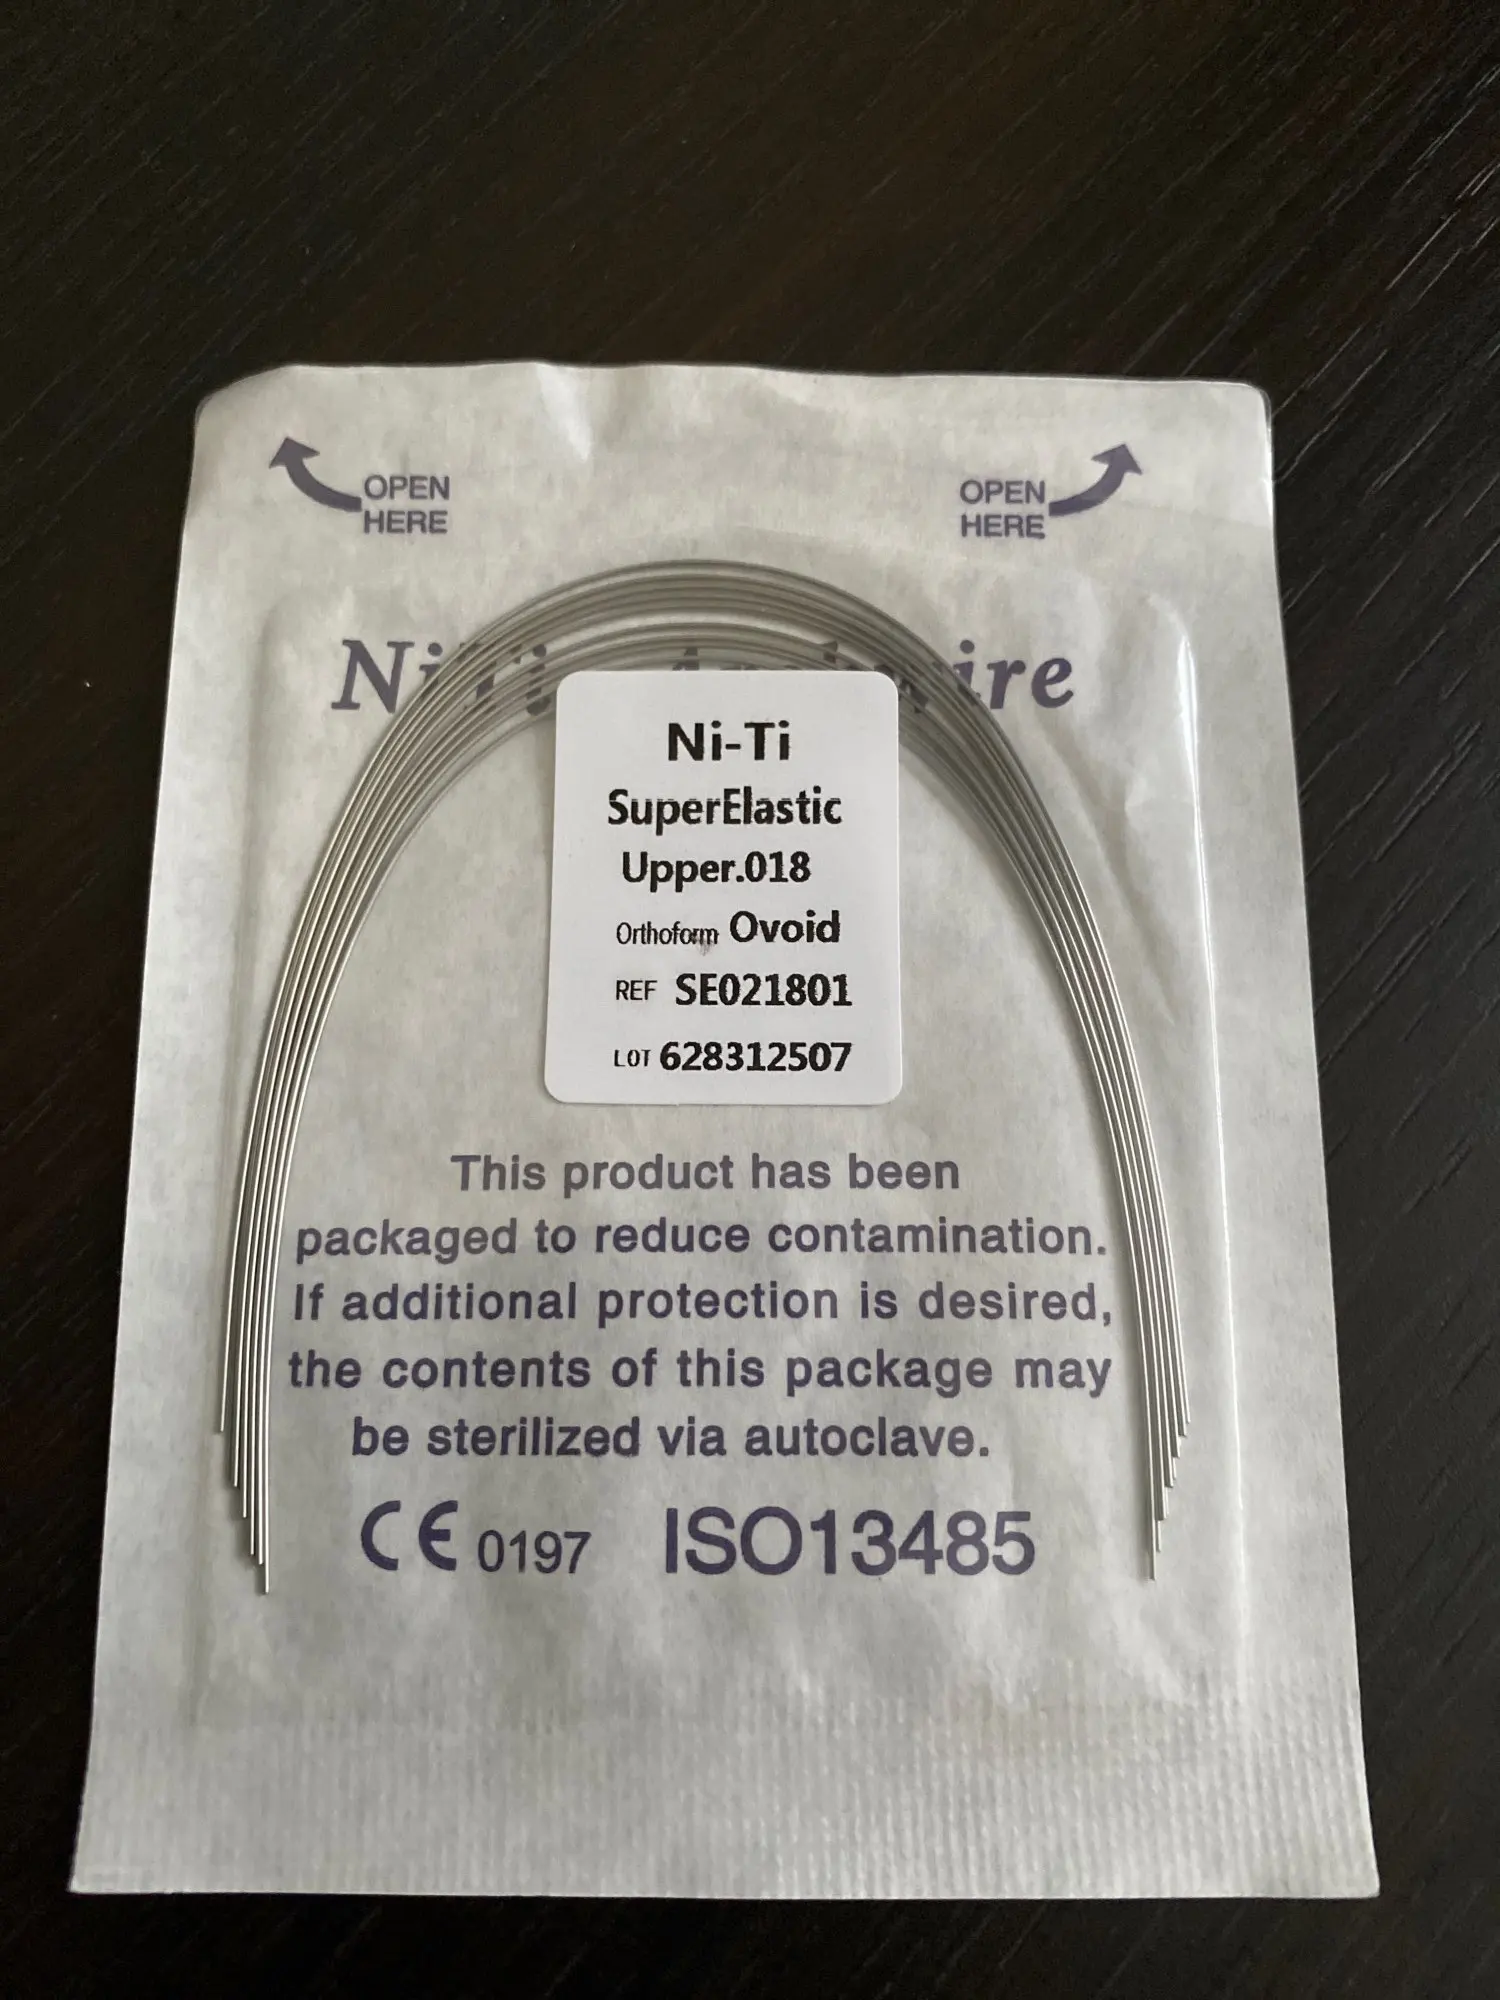 OPEN
HERE
OPEN
HERE
Ni-Ti
SuperElastic
Upper.018
Orthoform Ovoid
REF SE021801
LOT 628312507
This product has been
packaged to reduce contamination.
If additional protection is desired,
the contents of this package may
be sterilized via autoclave.
CE 0197 ISO13485